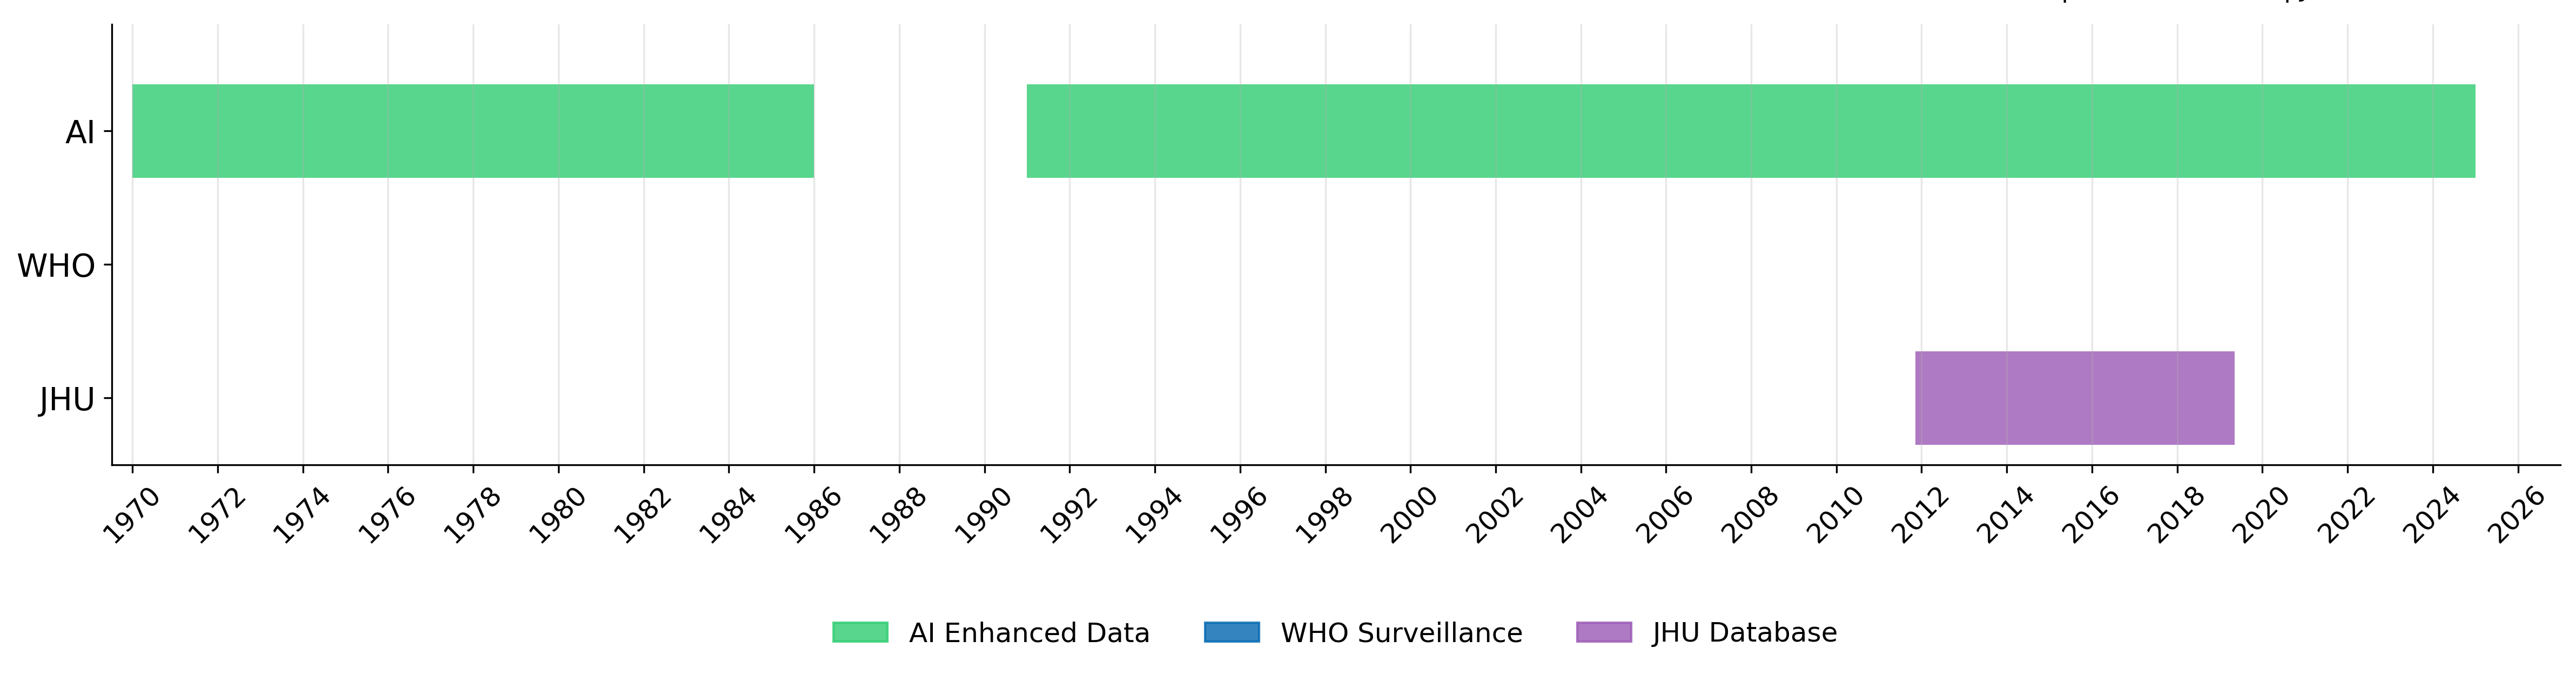 AI
WHO
JHU
1970 1972 1974 1976 1978 1980 1982 1984 1986 1988 1990 1992 1994 1996 1998 2000 2002 2004 2006 2008 2010 2012 2014 2016 2018 2020 2022 2024 2026
AI Enhanced Data WHO Surveillance JHU Database